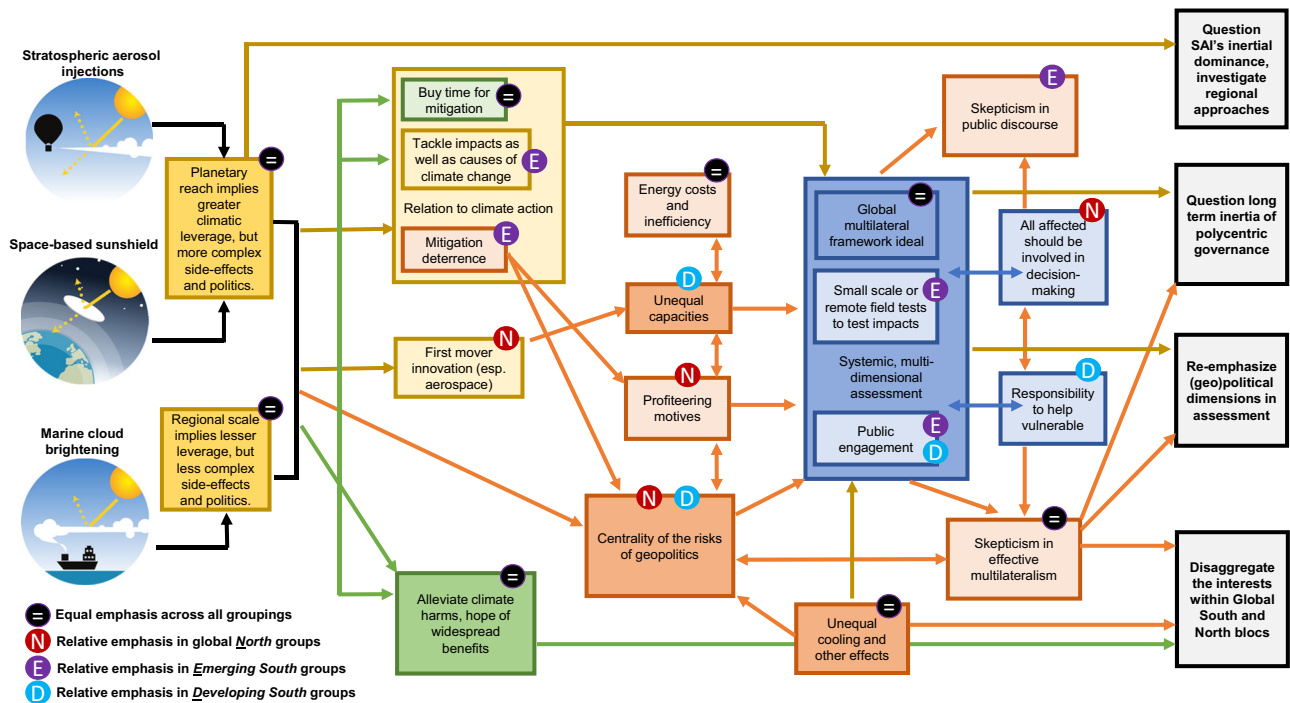 Stratospheric aerosol
injections
Space-based sunshield
Marine cloud
brightening
=
Planetary
reach implies
greater
climatic
leverage, but
more complex
side-effects
and politics.
=
Regional scale
implies lesser
leverage, but
less complex
side-effects
and politics.
Buy time for
mitigation
=
Tackle impacts as
well as causes of
climate change
E
Relation to climate action
Mitigation
deterrence
E
First mover
innovation (esp.
aerospace)
N
Alleviate climate
harms, hope of
widespread
benefits
=
Energy costs
and
inefficiency
=
D
Unequal
capacities
N
Profiteering
motives
N D
Centrality of the risks
of geopolitics
=
Unequal
cooling and
other effects
Global
multilateral
framework ideal
=
Small scale or
remote field tests
to test impacts
E
Systemic, multi-
dimensional
assessment
Public
engagement
E
D
E
Skepticism in
public discourse
N
All affected
should be
involved in
decision-
making
D
Responsibility
to help
vulnerable
=
Skepticism in
effective
multilateralism
Question
SAI's inertial
dominance,
investigate
regional
approaches
Question long
term inertia of
polycentric
governance
Re-emphasize
(geo)political
dimensions in
assessment
Disaggregate
the interests
within Global
South and
North blocs
= Equal emphasis across all groupings
N Relative emphasis in global North groups
E Relative emphasis in Emerging South groups
D Relative emphasis in Developing South groups